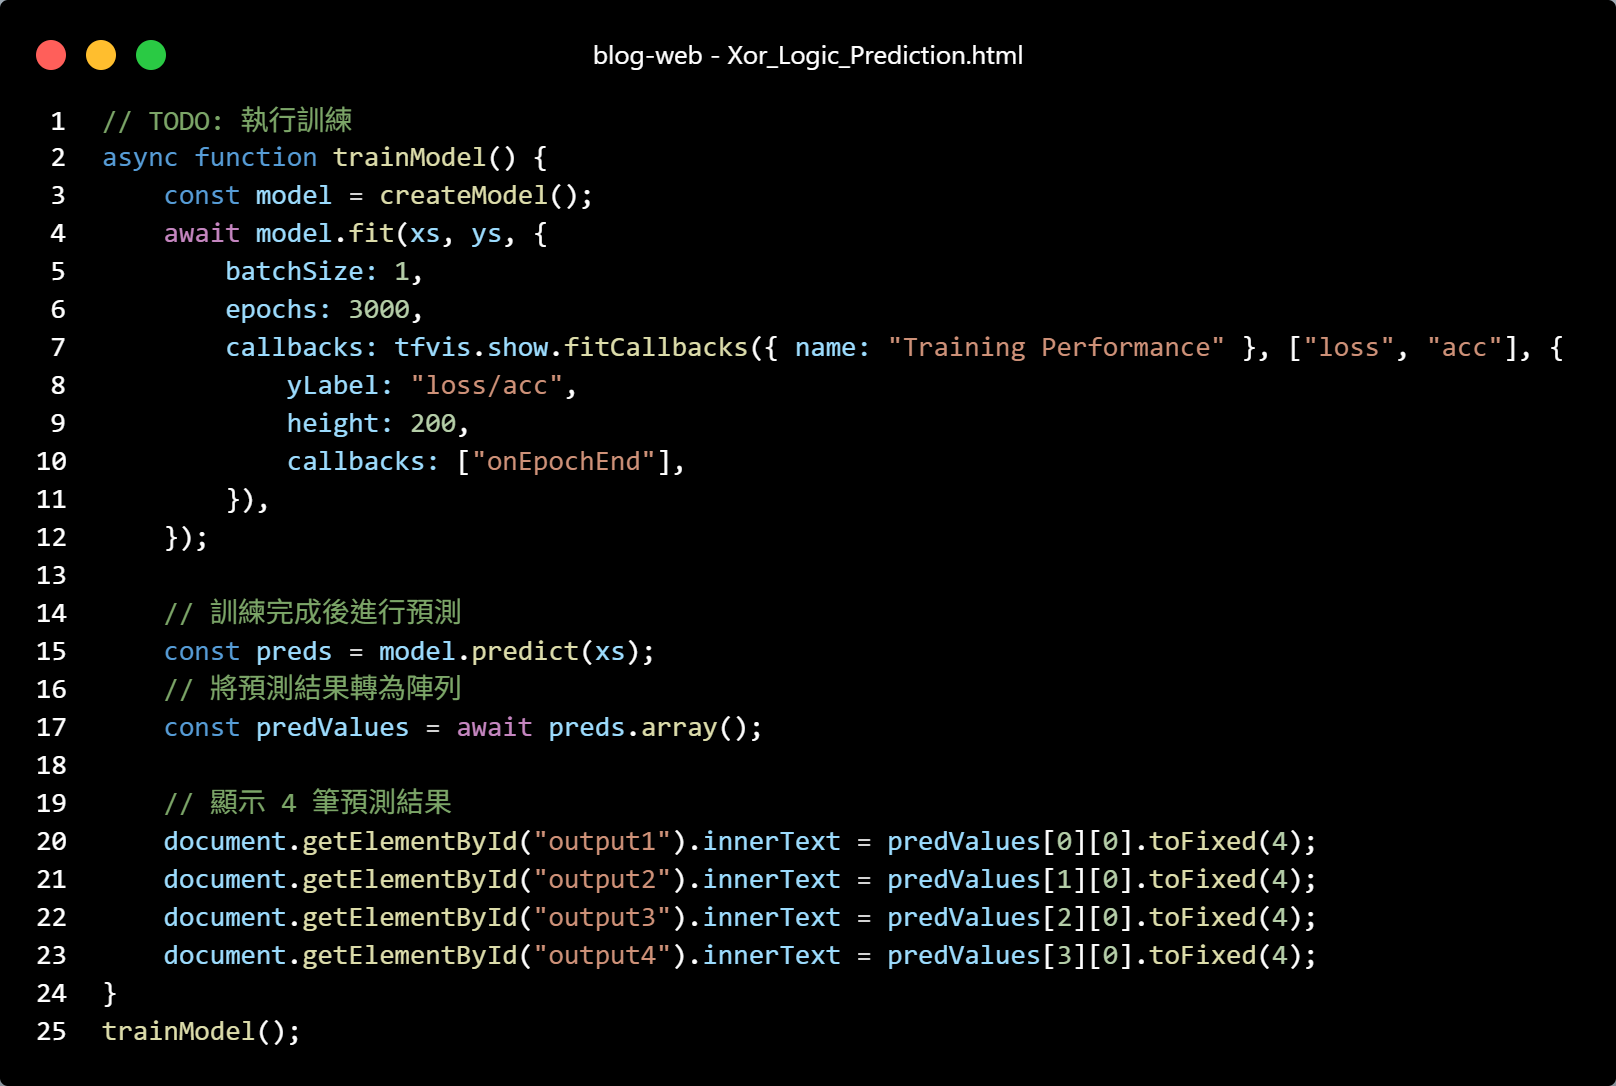 blog-web - Xor_Logic_Prediction.html
1 // TODO: 執行訓練
2 async function trainModel() {
3     const model = createModel();
4     await model.fit(xs, ys, {
5         batchSize: 1,
6         epochs: 3000,
7         callbacks: tfvis.show.fitCallbacks({ name: "Training Performance" }, ["loss", "acc"], {
8             yLabel: "loss/acc",
9             height: 200,
10             callbacks: ["onEpochEnd"],
11         }),
12     });
13
14     // 訓練完成後進行預測
15     const preds = model.predict(xs);
16     // 將預測結果轉為陣列
17     const predValues = await preds.array();
18
19     // 顯示 4 筆預測結果
20     document.getElementById("output1").innerText = predValues[0][0].toFixed(4);
21     document.getElementById("output2").innerText = predValues[1][0].toFixed(4);
22     document.getElementById("output3").innerText = predValues[2][0].toFixed(4);
23     document.getElementById("output4").innerText = predValues[3][0].toFixed(4);
24 }
25 trainModel();